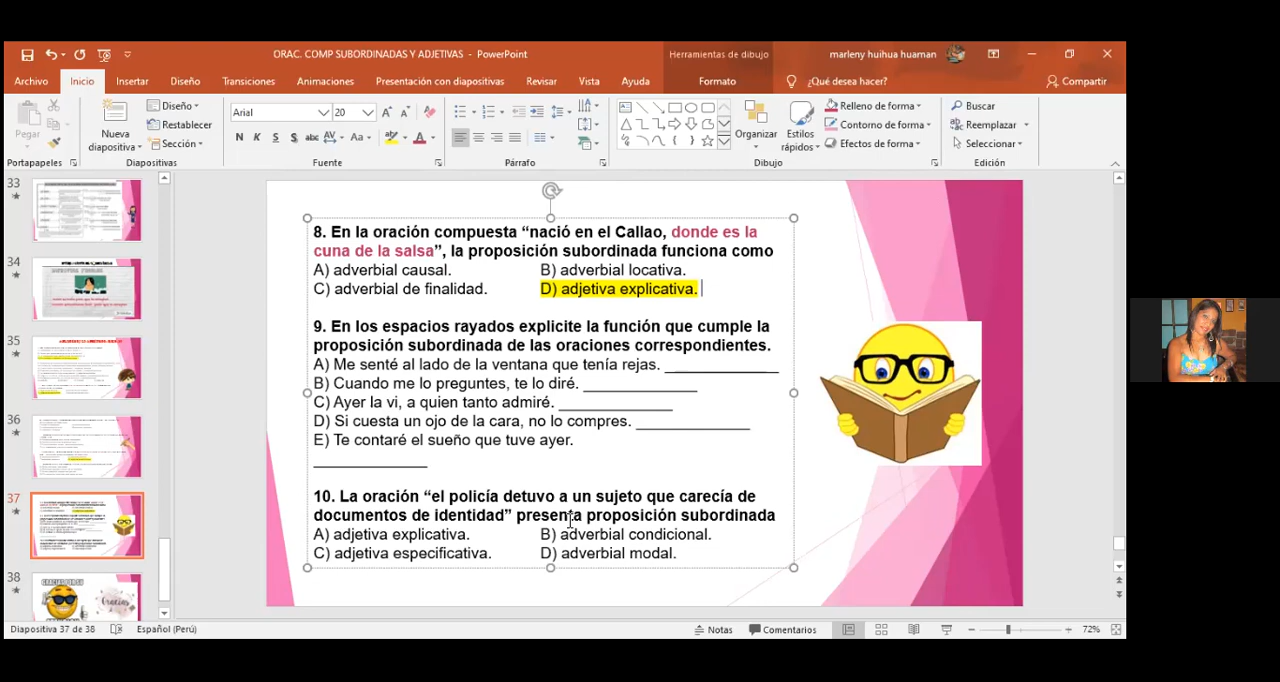 ORAC. COMP SUBORDINADAS Y ADJETIVAS - PowerPoint
Herramientas de dibujo
marleny huihua huaman
Archivo Inicio Insertar Diseño Transiciones Animaciones Presentación con diapositivas Revisar Vista Ayuda Formato ¿Qué desea hacer? Compartir
Pegar
Nueva diapositiva
Diseño
Restablecer
Sección
Arial 20
N K S S abc AV Aa A
Organizar
Estilos rápidos
Relleno de forma
Contorno de forma
Efectos de forma
Buscar
Reemplazar
Seleccionar
Portapapeles Diapositivas Fuente Párrafo Dibujo Edición
33
34
35
36
37
38
8. En la oración compuesta “nació en el Callao, donde es la
cuna de la salsa”, la proposición subordinada funciona como
A) adverbial causal. B) adverbial locativa.
C) adverbial de finalidad. D) adjetiva explicativa.
9. En los espacios rayados explicite la función que cumple la
proposición subordinada de las oraciones correspondientes.
A) Me senté al lado de la ventana que tenía rejas. ____________
B) Cuando me lo preguntes, te lo diré. ____________
C) Ayer la vi, a quien tanto admiré. ____________
D) Si cuesta un ojo de la cara, no lo compres. ____________
E) Te contaré el sueño que tuve ayer.
____________
10. La oración “el policía detuvo a un sujeto que carecía de
documentos de identidad” presenta proposición subordinada
A) adjetiva explicativa. B) adverbial condicional.
C) adjetiva especificativa. D) adverbial modal.
GRACIAS POR SU
Gracias
Diapositiva 37 de 38 Español (Perú) Notas Comentarios 72%